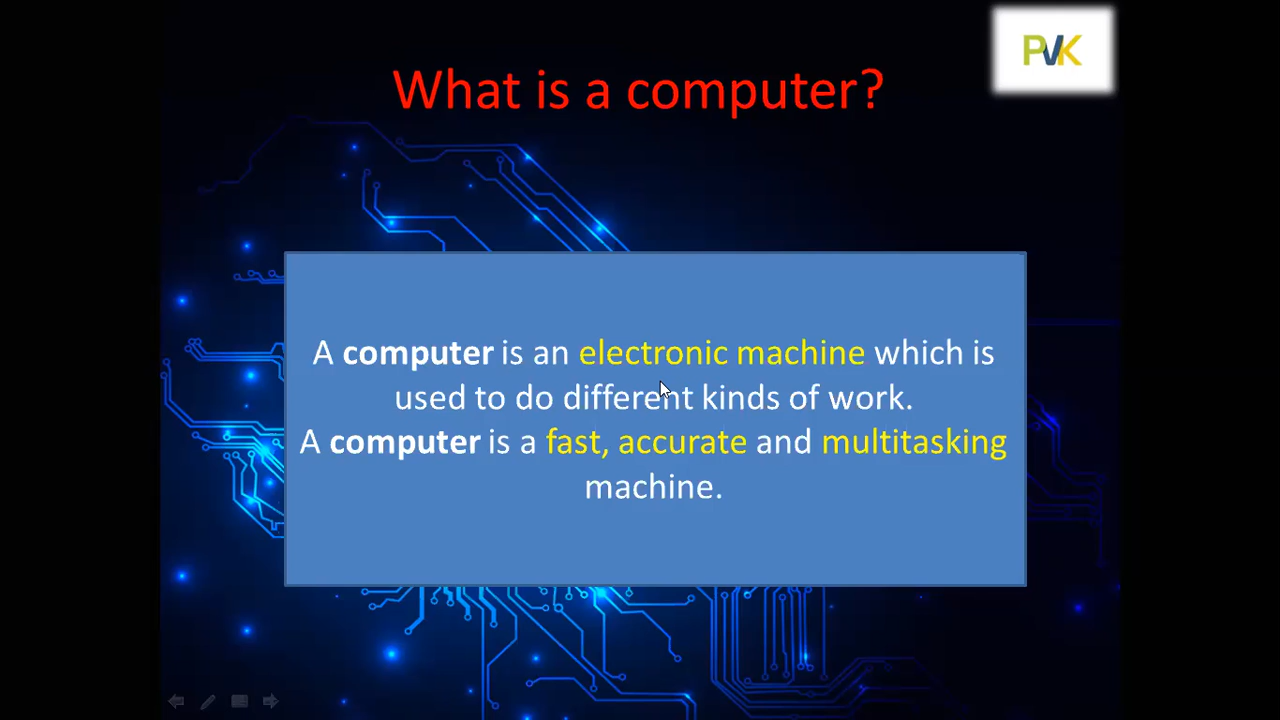 PVK
What is a computer?
A computer is an electronic machine which is
used to do different kinds of work.
A computer is a fast, accurate and multitasking
machine.